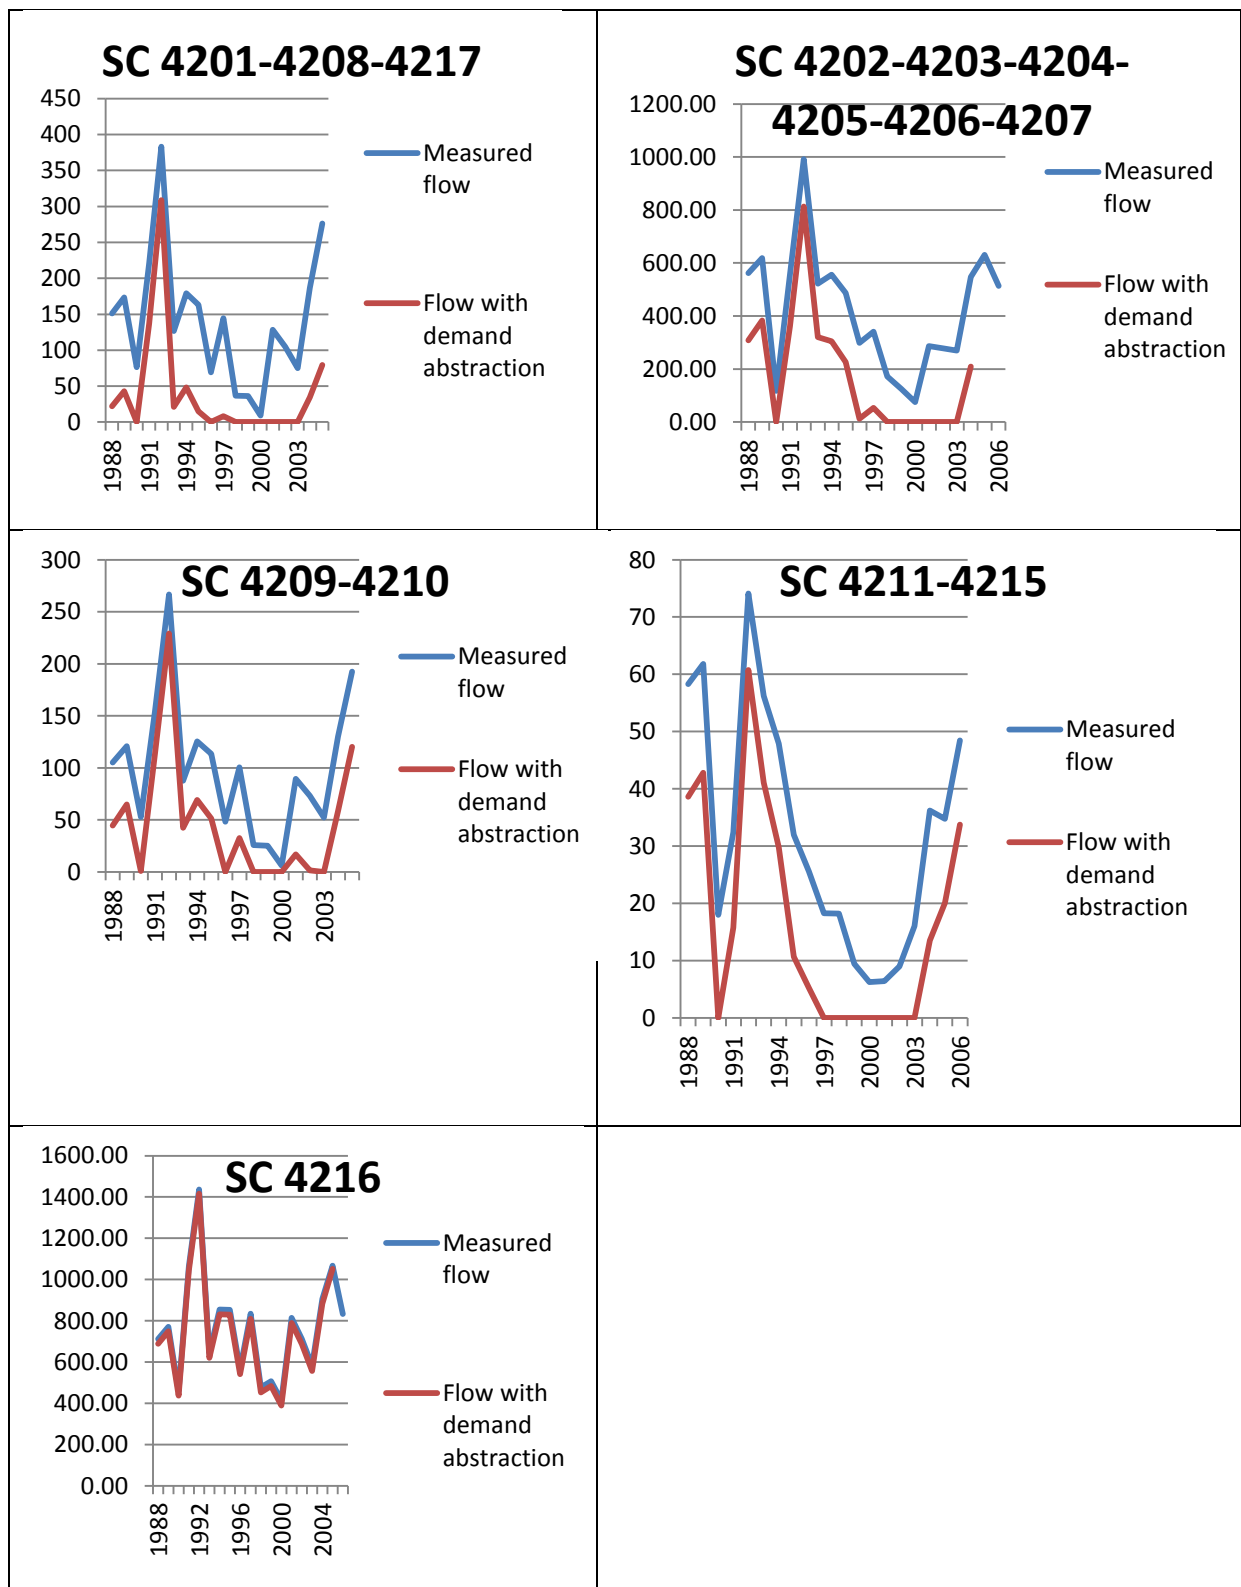 SC 4201-4208-4217
450
400
350
300
250
200
150
100
50
0
1988
1991
1994
1997
2000
2003
Measured
flow
Flow with
demand
abstraction
SC 4202-4203-4204-
4205-4206-4207
1200.00
1000.00
800.00
600.00
400.00
200.00
0.00
1988
1991
1994
1997
2000
2003
2006
Measured
flow
Flow with
demand
abstraction
SC 4209-4210
300
250
200
150
100
50
0
1988
1991
1994
1997
2000
2003
Measured
flow
Flow with
demand
abstraction
SC 4211-4215
80
70
60
50
40
30
20
10
0
1988
1991
1994
1997
2000
2003
2006
Measured
flow
Flow with
demand
abstraction
SC 4216
1600.00
1400.00
1200.00
1000.00
800.00
600.00
400.00
200.00
0.00
1988
1992
1996
2000
2004
Measured
flow
Flow with
demand
abstraction